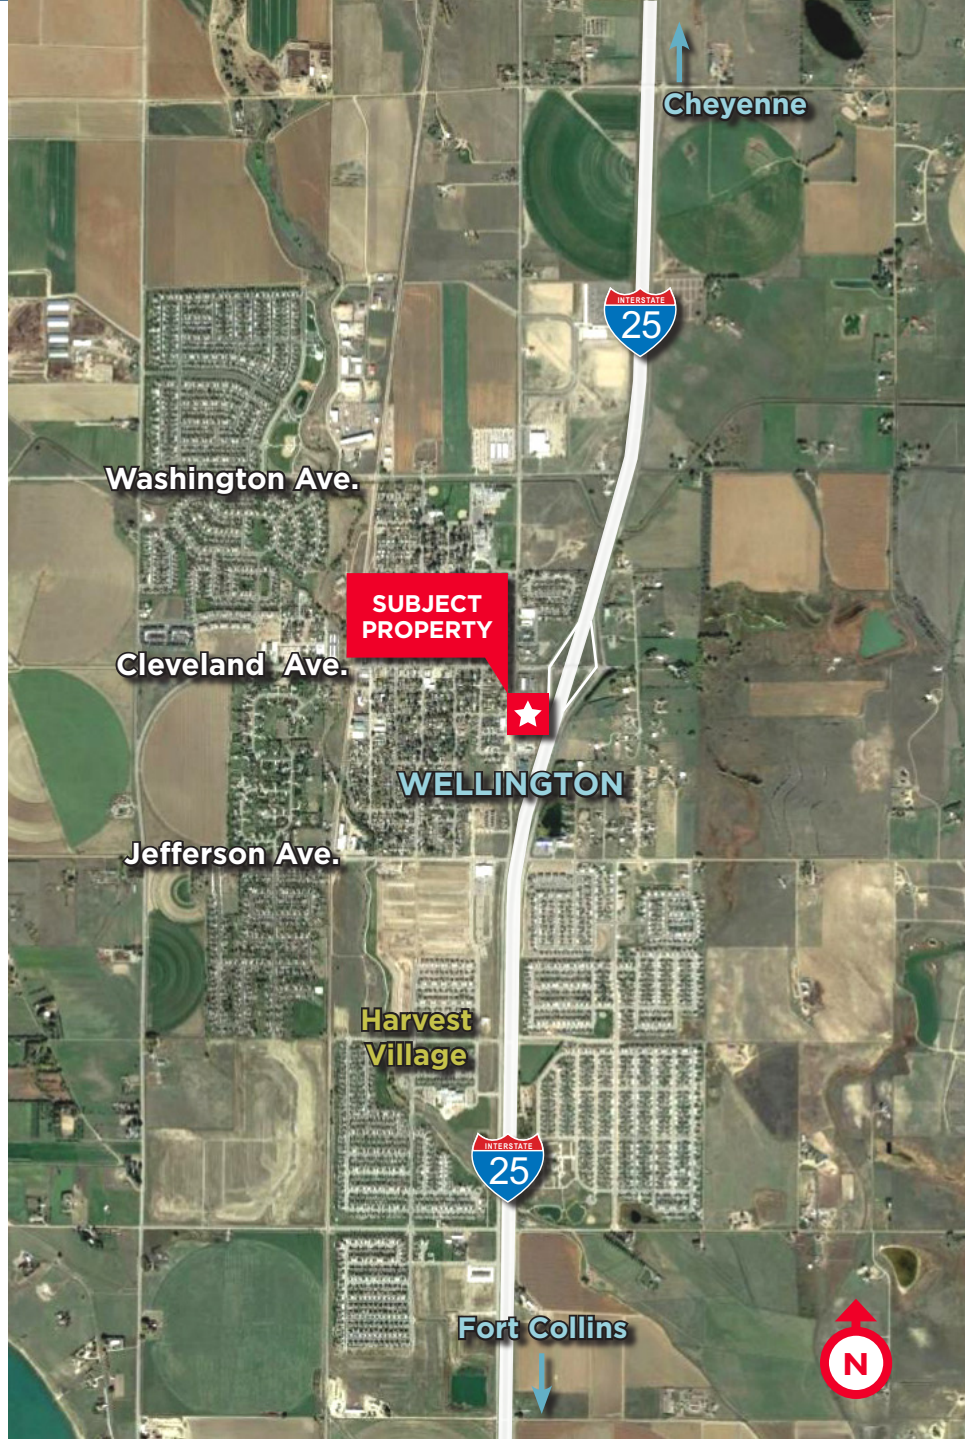 Cheyenne
INTERSTATE
25
Washington Ave.
SUBJECT
PROPERTY
Cleveland Ave.
WELLINGTON
Jefferson Ave.
Harvest
Village
INTERSTATE
25
Fort Collins
N